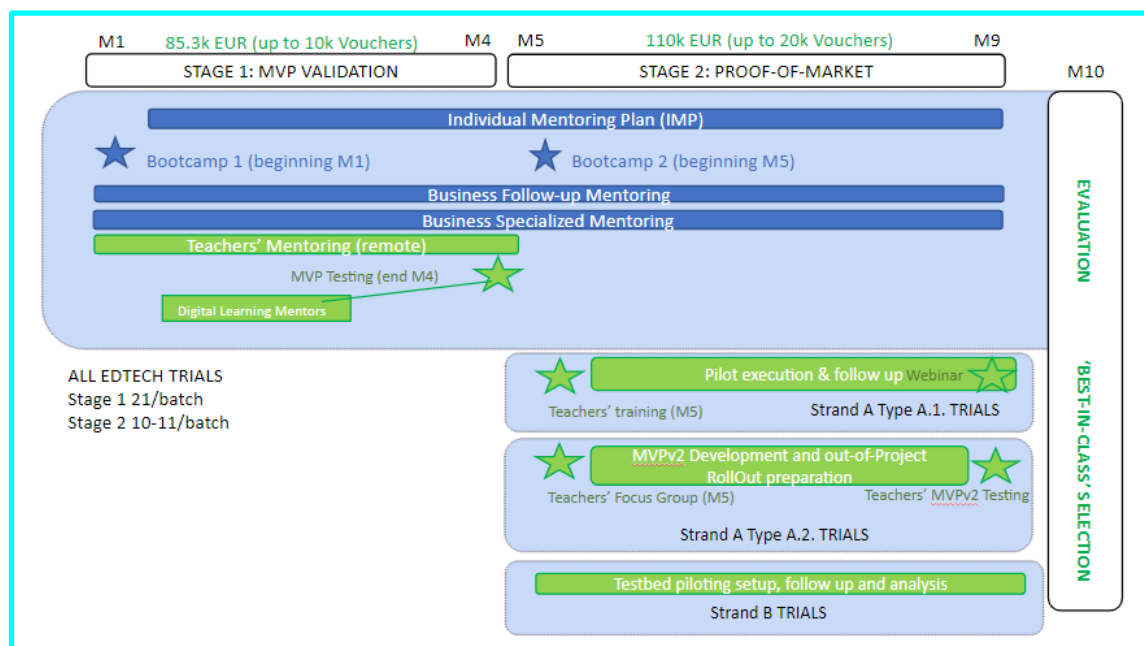 M1
85.3k EUR (up to 10k Vouchers)
M4
M5
110k EUR (up to 20k Vouchers)
M9
STAGE 1: MVP VALIDATION
STAGE 2: PROOF-OF-MARKET
M10
Individual Mentoring Plan (IMP)
Bootcamp 1 (beginning M1)
Bootcamp 2 (beginning M5)
Business Follow-up Mentoring
Business Specialized Mentoring
Teachers' Mentoring (remote)
MVP Testing (end M4)
Digital Learning Mentors
EVALUATION
ALL EDTECH TRIALS
Stage 1 21/batch
Stage 2 10-11/batch
Pilot execution & follow up Webinar
Teachers' training (M5)
Strand A Type A.1. TRIALS
MVPv2 Development and out-of-Project
RollOut preparation
Teachers' Focus Group (M5)
Teachers' MVPv2 Testing
Strand A Type A.2. TRIALS
Testbed piloting setup, follow up and analysis
Strand B TRIALS
'BEST-IN-CLASS' SELECTION